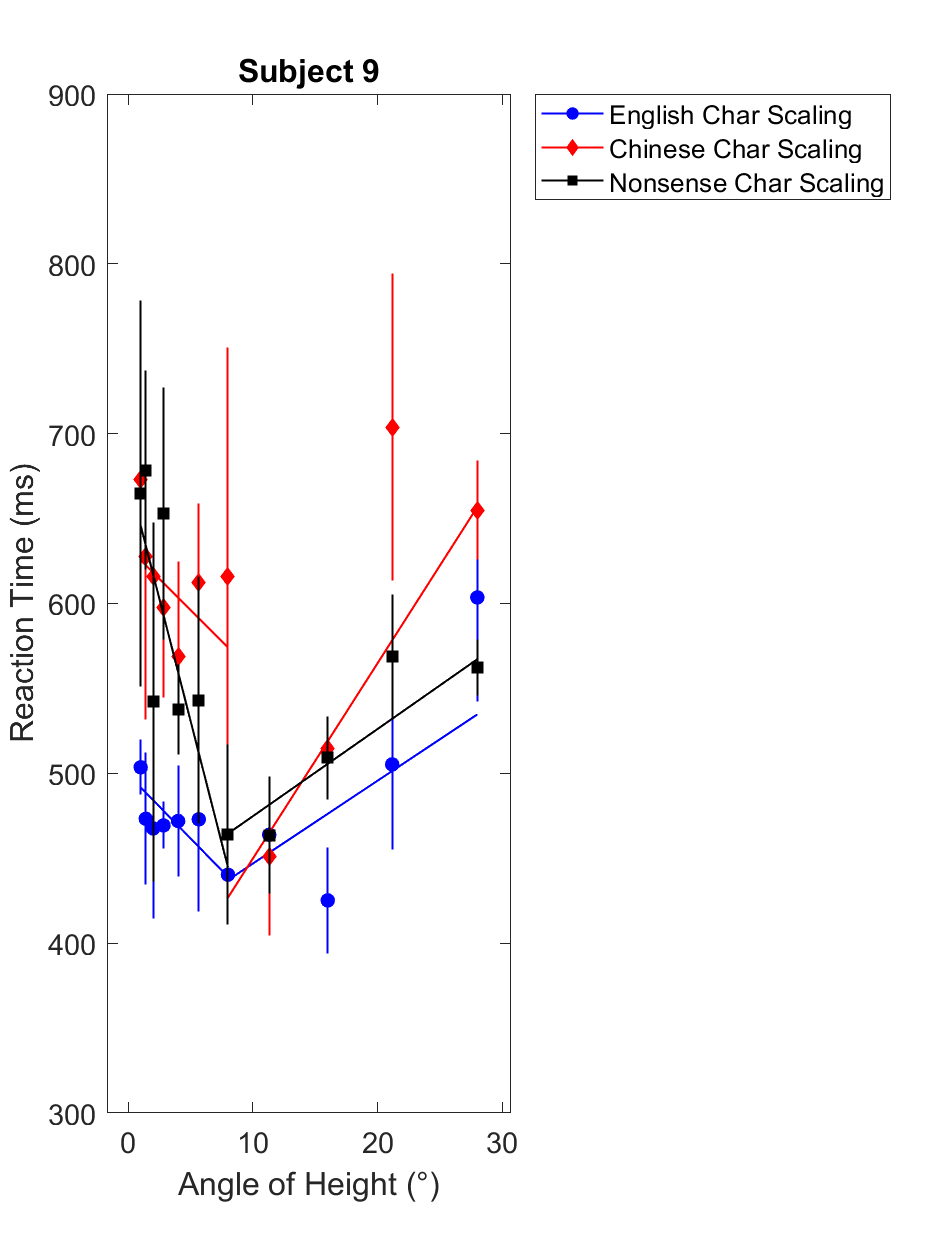 Subject 9
English Char Scaling
Chinese Char Scaling
Nonsense Char Scaling
900
800
700
600
500
400
300
Reaction Time (ms)
0 10 20 30
Angle of Height (°)